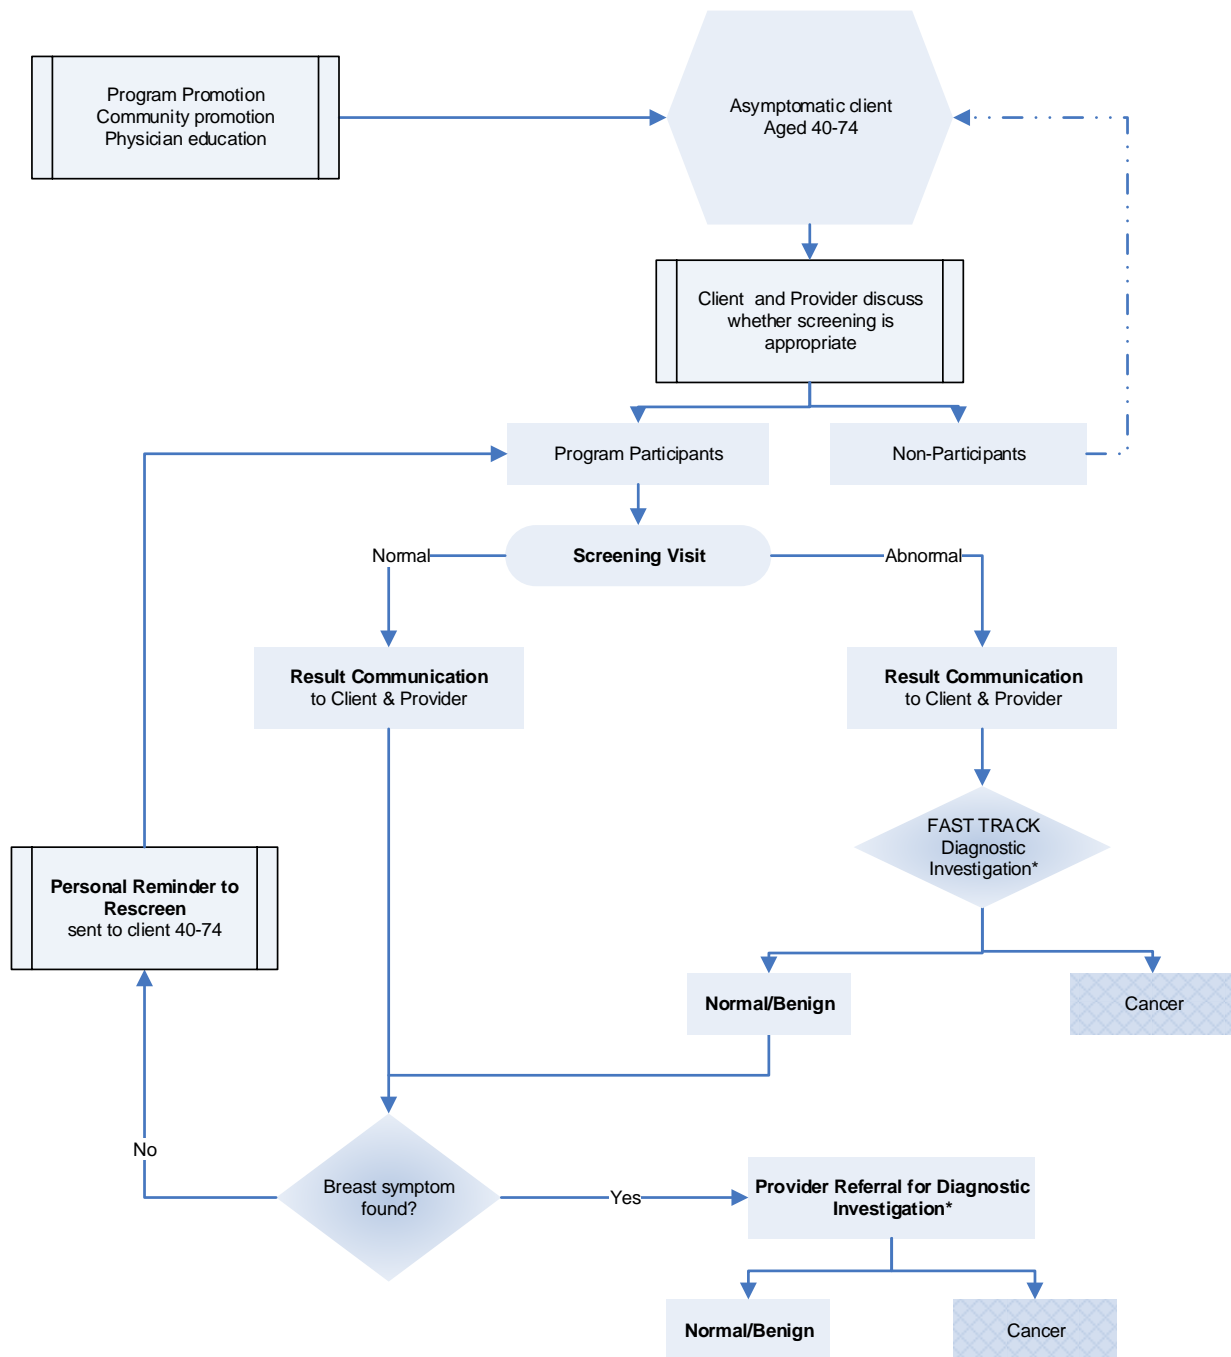 Program Promotion
Community promotion
Physician education
Asymptomatic client
Aged 40-74
Client and Provider discuss
whether screening is
appropriate
Program Participants
Non-Participants
Normal
Screening Visit
Abnormal
Result Communication
to Client & Provider
Result Communication
to Client & Provider
FAST TRACK
Diagnostic
Investigation*
Personal Reminder to
Rescreen
sent to client 40-74
Normal/Benign
Cancer
No
Breast symptom
found?
Yes
Provider Referral for Diagnostic
Investigation*
Normal/Benign
Cancer